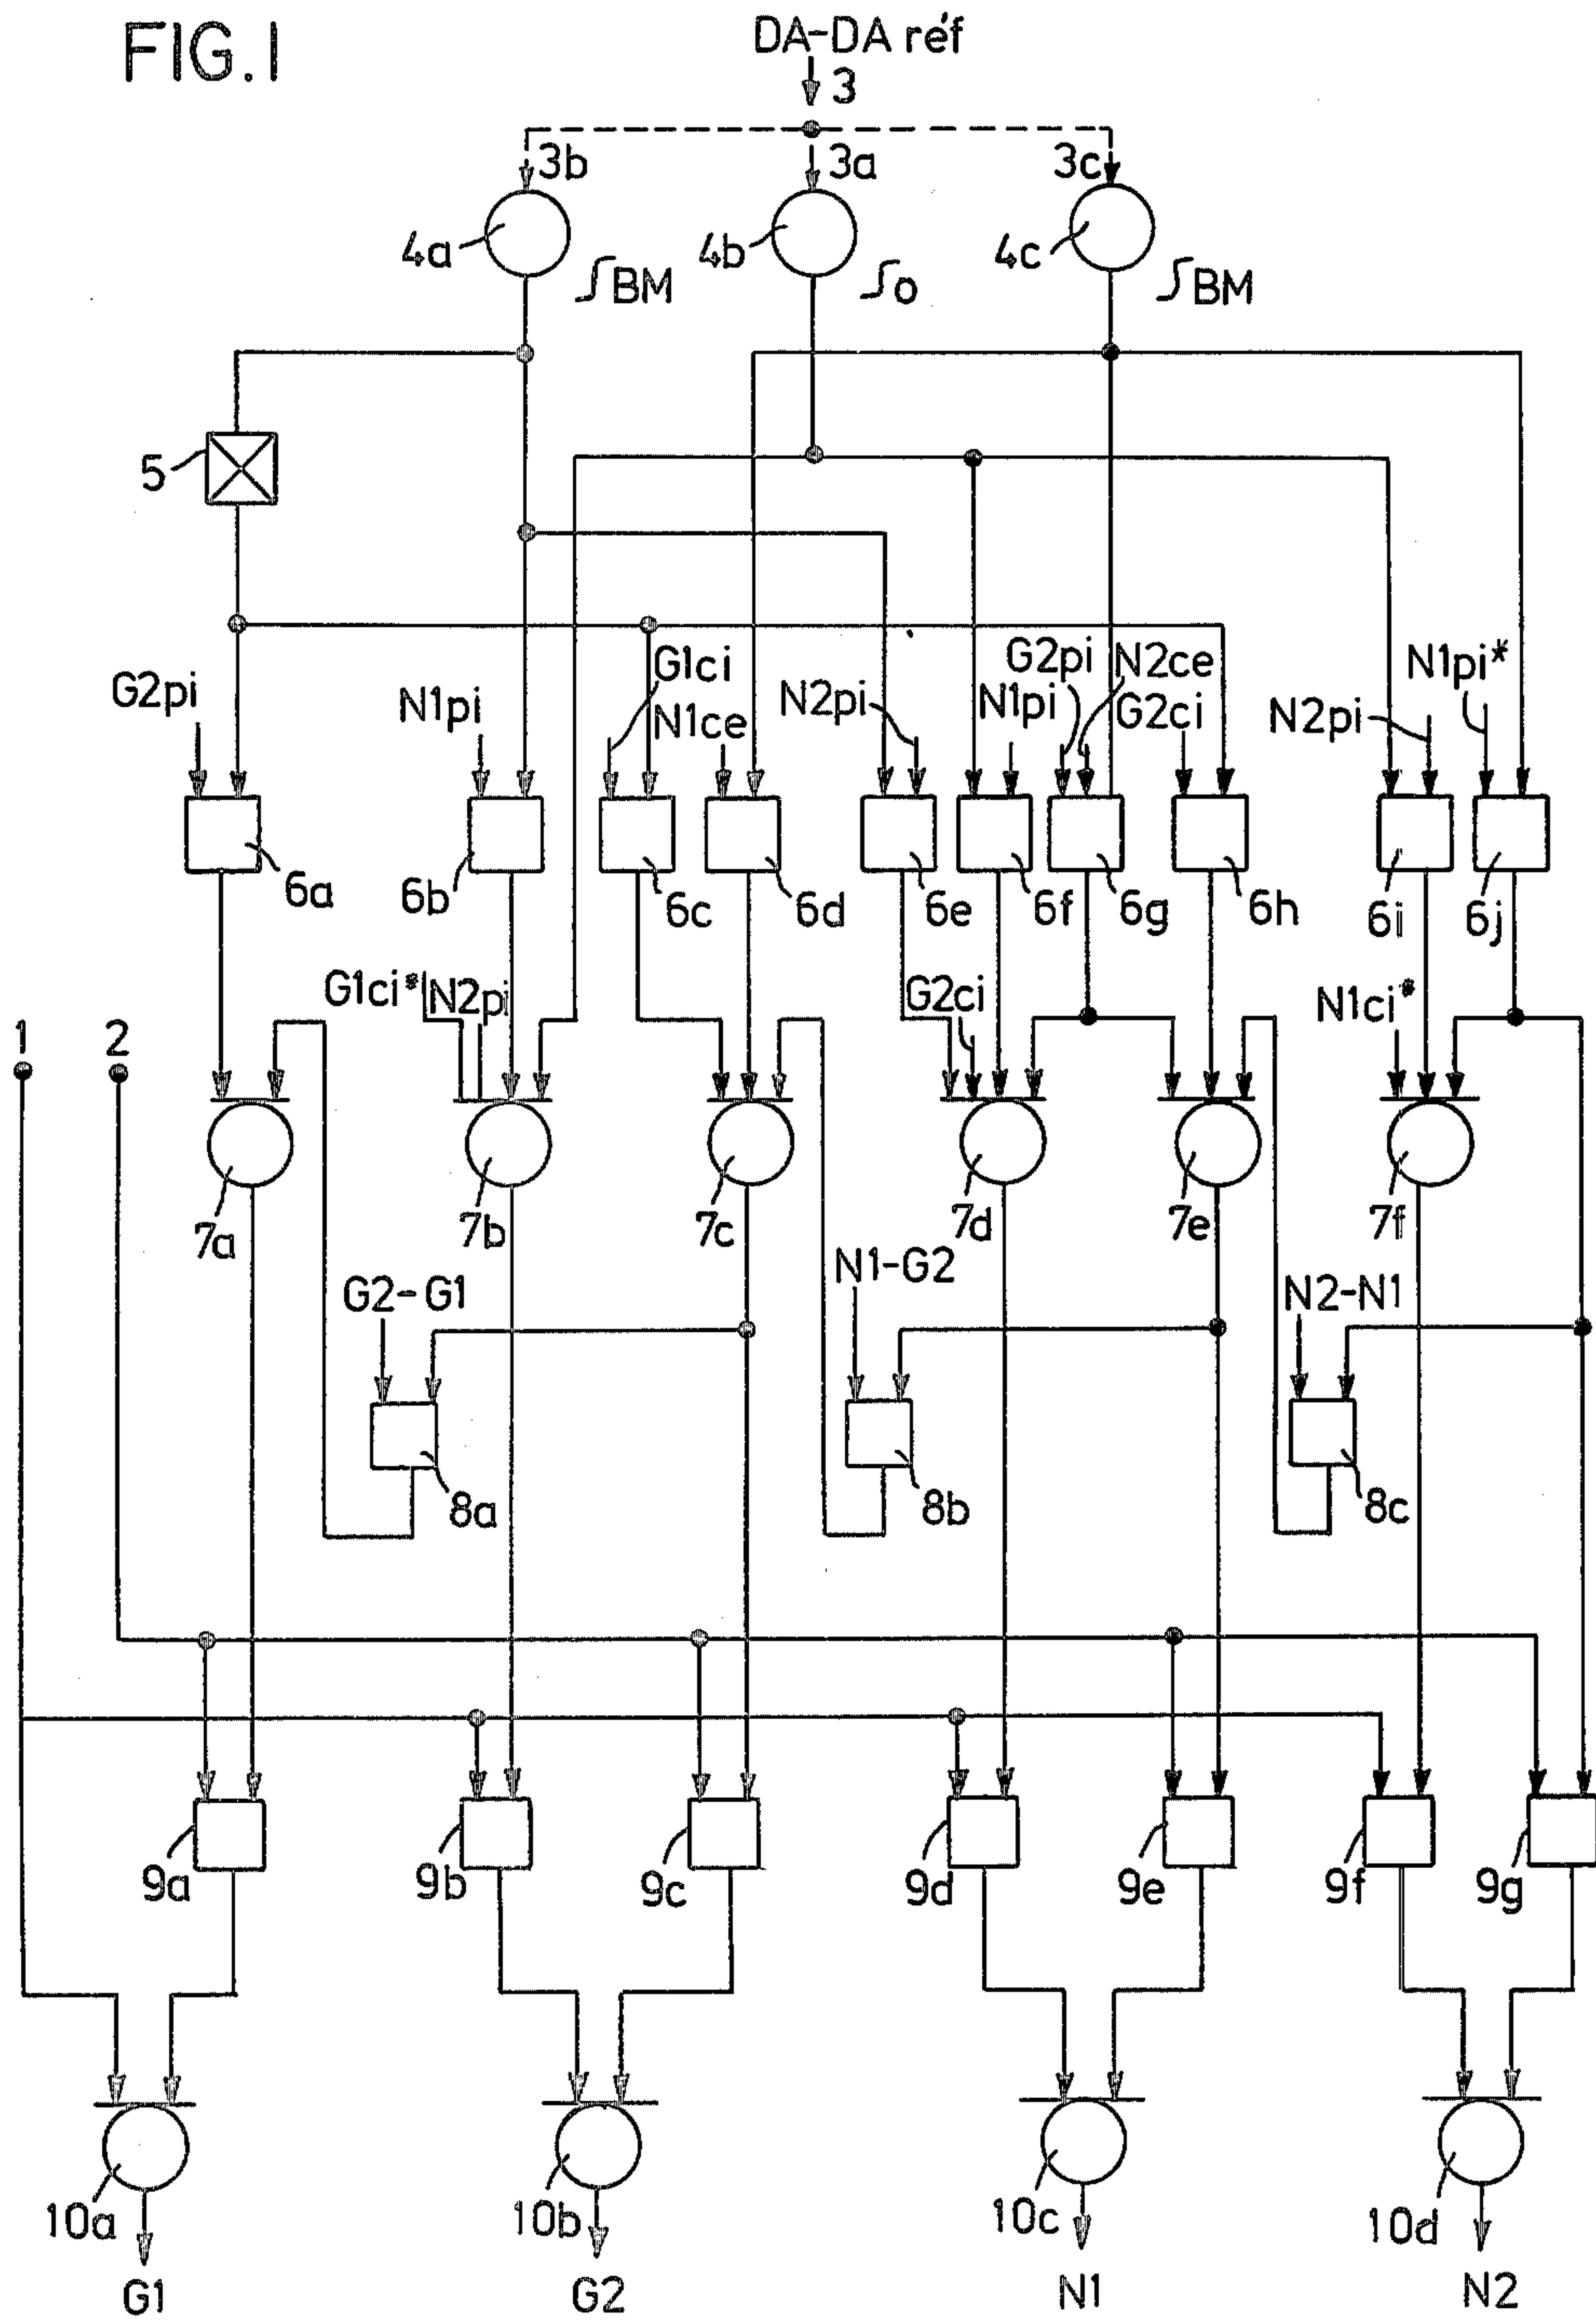 FIG.1
DA-DA réf
3
3b 3a 3c
4a 4b 4c
BM o BM
5
G2pi N1pi G1ci N1ce N2pi G2pi N1pi N2ce G2ci N2pi N1pi*
6a 6b 6c 6d 6e 6f 6g 6h 6i 6j
G1ci* N2pi G2ci N1ci*
1 2
7a 7b 7c 7d 7e 7f
G2-G1 N1-G2 N2-N1
8a 8b 8c
9a 9b 9c 9d 9e 9f 9g
10a 10b 10c 10d
G1 G2 N1 N2